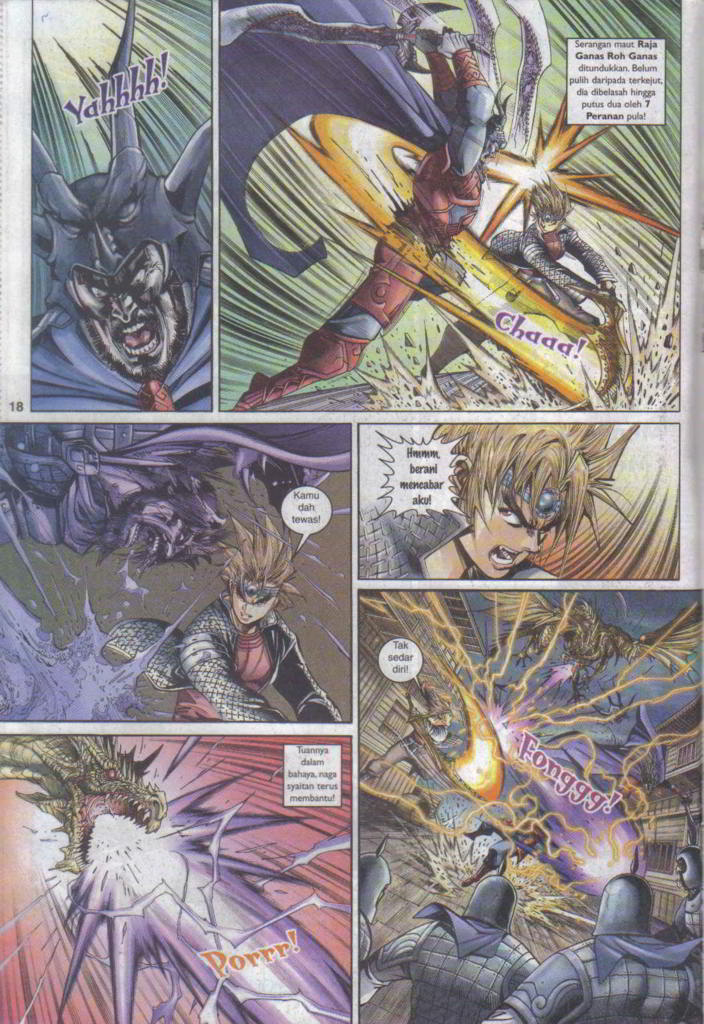 Yahhhh!
Serangan maut Raja
Ganas Roh Ganas
ditundukkan. Belum
pulih daripada terkejut,
dia dibelasah hingga
putus dua oleh 7
Peranan pula!
Chaaa!
18
Kamu
dah
tewas!
Hmmm,
berani
mencabar
aku!
Tuannya
dalam
bahaya, naga
syaitan terus
membantu!
Porrr!
Tak
sedar
diri!
Fonggg!